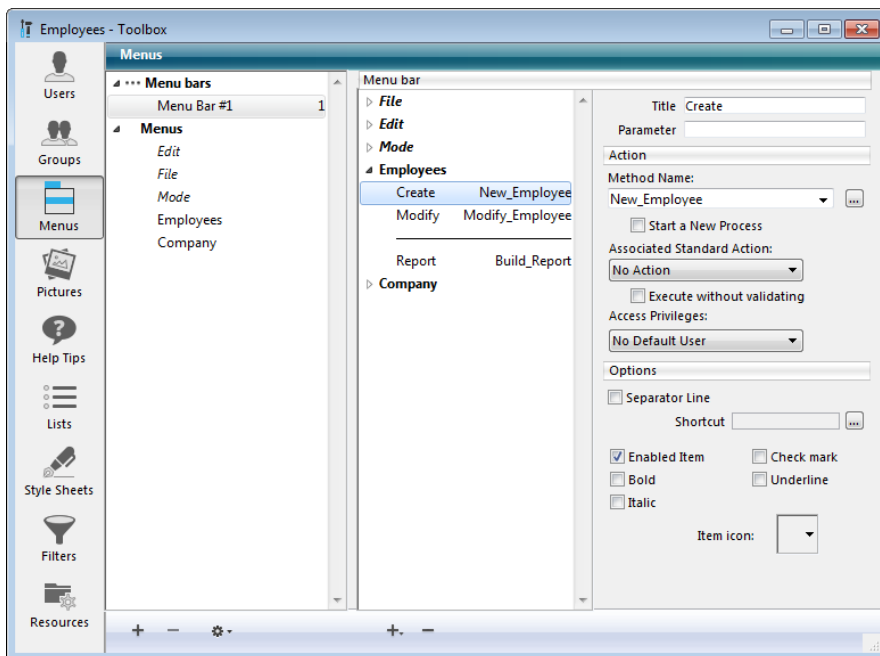 Employees - Toolbox
Users
Groups
Menus
Pictures
Help Tips
Lists
Style Sheets
Filters
Resources
Menus
Menu bars
Menu Bar #1 1
Menus
Edit
File
Mode
Employees
Company
Menu bar
File
Edit
Mode
Employees
Create New_Employee
Modify Modify_Employee
Report Build_Report
Company
Title Create
Parameter
Action
Method Name:
New_Employee ...
Start a New Process
Associated Standard Action:
No Action
Execute without validating
Access Privileges:
No Default User
Options
Separator Line
Shortcut ...
Enabled Item Check mark
Bold Underline
Italic
Item icon: